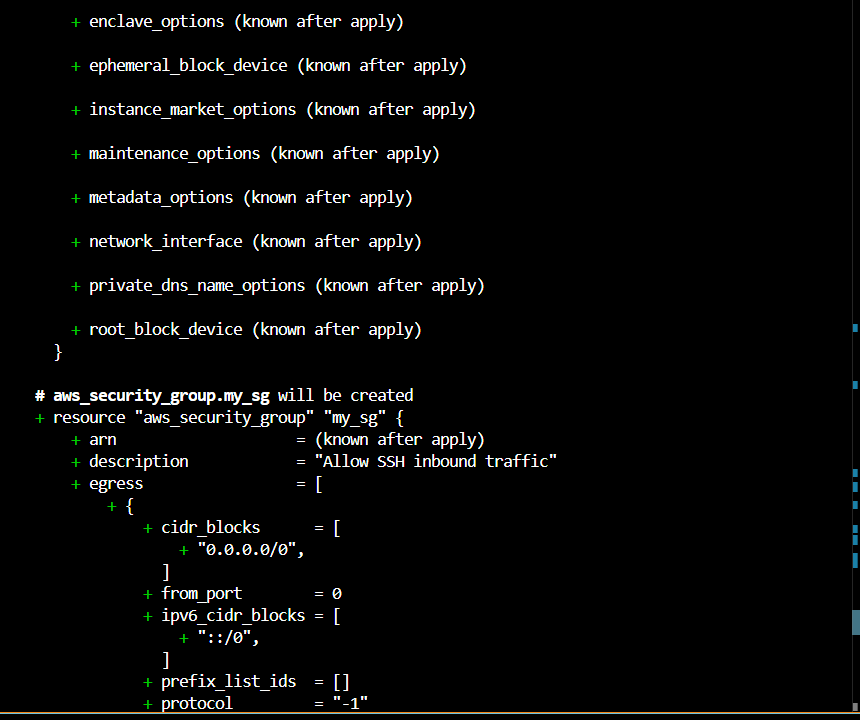 + enclave_options (known after apply)
+ ephemeral_block_device (known after apply)
+ instance_market_options (known after apply)
+ maintenance_options (known after apply)
+ metadata_options (known after apply)
+ network_interface (known after apply)
+ private_dns_name_options (known after apply)
+ root_block_device (known after apply)
}
# aws_security_group.my_sg will be created
+ resource "aws_security_group" "my_sg" {
+ arn = (known after apply)
+ description = "Allow SSH inbound traffic"
+ egress = [
+ {
+ cidr_blocks = [
+ "0.0.0.0/0",
]
+ from_port = 0
+ ipv6_cidr_blocks = [
+ "::/0",
]
+ prefix_list_ids = []
+ protocol = "-1"